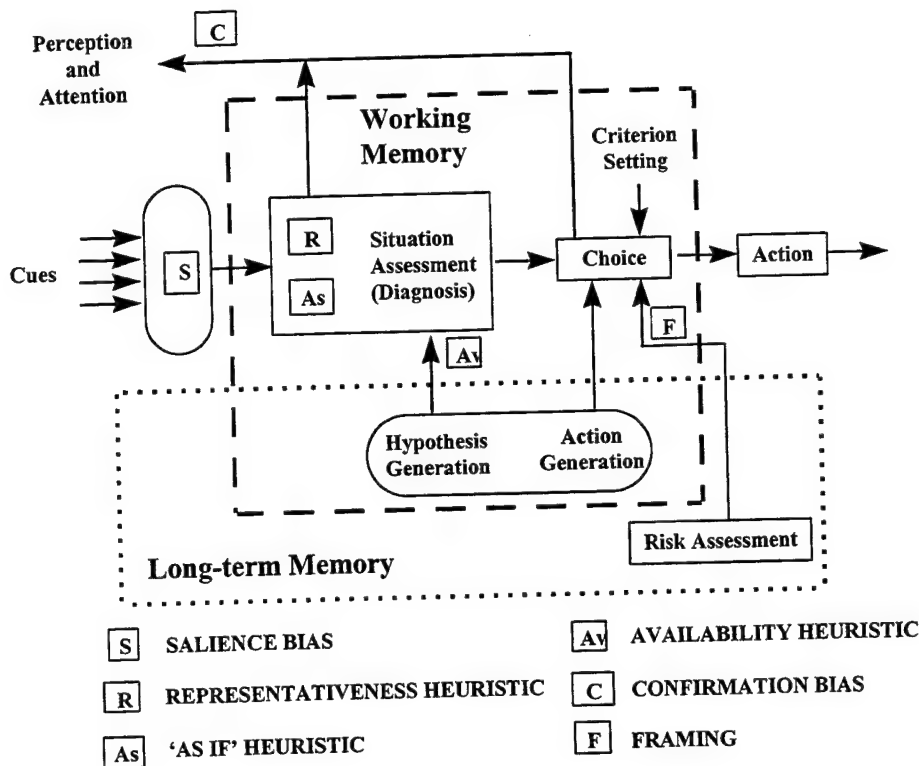 C
Perception
and
Attention
Working
Memory
Criterion
Setting
Cues
S
R
As
Situation
Assessment
(Diagnosis)
Choice
Action
F
Av
Hypothesis
Generation
Action
Generation
Risk Assessment
Long-term Memory
S SALIENCE BIAS
R REPRESENTATIVENESS HEURISTIC
As 'AS IF' HEURISTIC
Av AVAILABILITY HEURISTIC
C CONFIRMATION BIAS
F FRAMING